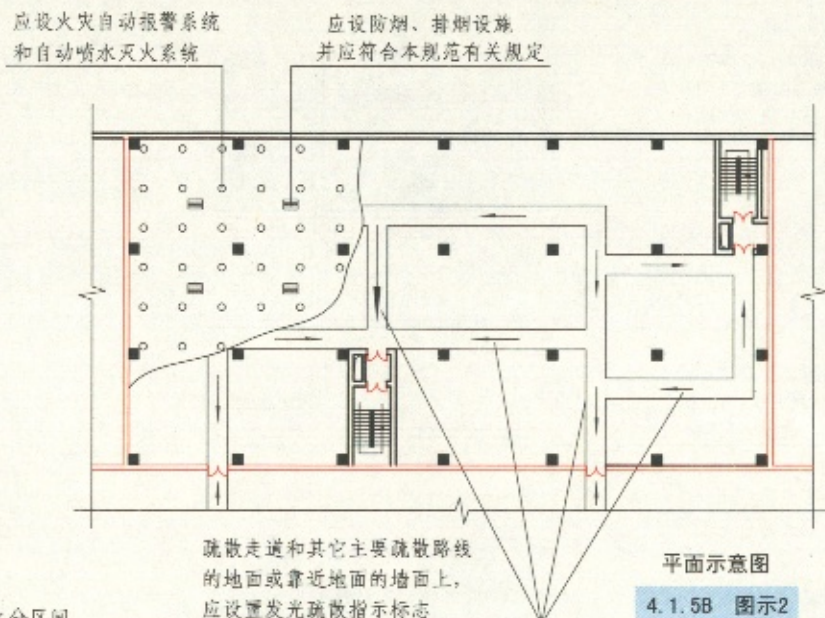 应设火灾自动报警系统
和自动喷水灭火系统
应设防烟、排烟设施
并应符合本规范有关规定
疏散走道和其它主要疏散路线
的地面或靠近地面的墙面上，
应设置发光疏散指示标志
平面示意图
4.1.5B 图示2
分区间